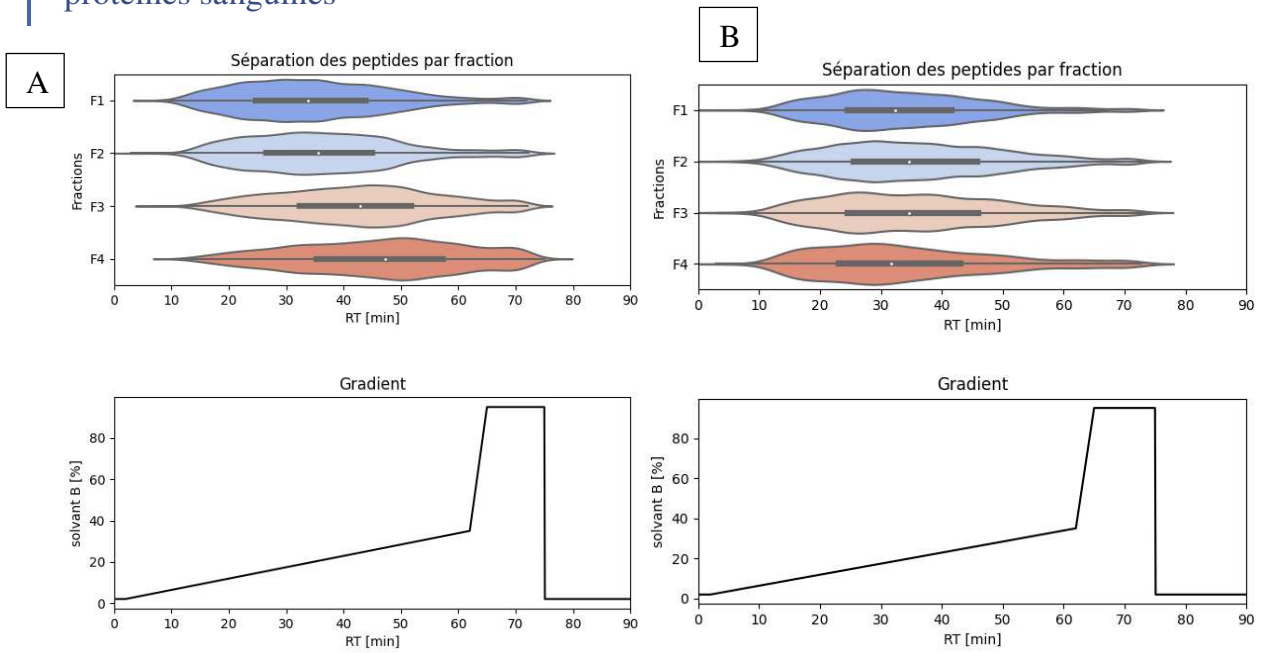 protéines sanguines
A
Séparation des peptides par fraction
Fractions
F1
F2
F3
F4
0 10 20 30 40 50 60 70 80 90
RT [min]
B
Séparation des peptides par fraction
Fractions
F1
F2
F3
F4
0 10 20 30 40 50 60 70 80 90
RT [min]
Gradient
solvant B [%]
80
60
40
20
0
0 10 20 30 40 50 60 70 80 90
RT [min]
Gradient
solvant B [%]
80
60
40
20
0
0 10 20 30 40 50 60 70 80 90
RT [min]